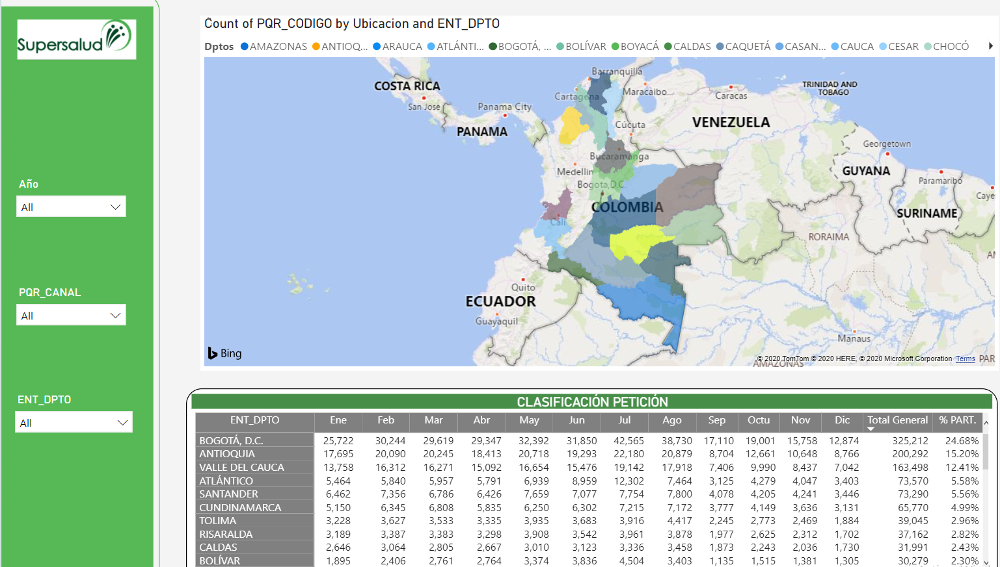 Supersalud
Año
All
PQR_CANAL
All
ENT_DPTO
All
Count of PQR_CODIGO by Ubicacion and ENT_DPTO
Dptos AMAZONAS ANTIOQ... ARAUCA ATLÁNTI... BOGOTÁ, ... BOLÍVAR BOYACÁ CALDAS CAQUETÁ CASAN... CAUCA CESAR CHOCÓ
Barranquilla
COSTA RICA
TRINIDAD AND
TOBAGO
Maracaibo
Caracas
Cartagena
San José
Panama City
VENEZUELA
Cúcuta
PANAMA
Georgetown
Bucaramanga
Medellin
GUYANA
Paramaribo
Bogota, D.C.
Caye
COLOMBIA
SURINAME
Cali
RORAIMA
AM
Quito
ECUADOR
Guayaquil
Manaus
Bing
© 2020 TomTom © 2020 HERE, © 2020 Microsoft Corporation Terms
PAR
AMAZONAS
CLASIFICACIÓN PETICIÓN
ENT_DPTO Ene Feb Mar Abr May Jun Jul Ago Sep Octu Nov Dic Total General % PART.
BOGOTÁ, D.C. 25,722 30,244 29,619 29,347 32,392 31,850 42,565 38,730 17,110 19,001 15,758 12,874 325,212 24.68%
ANTIOQUIA 17,695 20,090 20,245 18,413 20,718 19,293 22,180 20,879 8,704 12,661 10,648 8,766 200,292 15.20%
VALLE DEL CAUCA 13,758 16,312 16,271 15,092 16,654 15,476 19,142 17,918 7,406 9,990 8,437 7,042 163,498 12.41%
ATLÁNTICO 5,464 5,840 5,957 5,791 6,939 8,959 12,302 7,464 3,125 4,279 4,047 3,403 73,570 5.58%
SANTANDER 6,462 7,356 6,786 6,426 7,659 7,077 7,754 7,800 4,078 4,205 4,241 3,446 73,290 5.56%
CUNDINAMARCA 5,150 6,345 6,808 5,835 6,250 6,302 7,215 7,172 3,777 4,149 3,636 3,131 65,770 4.99%
TOLIMA 3,228 3,627 3,533 3,335 3,935 3,683 3,916 4,417 2,245 2,773 2,469 1,884 39,045 2.96%
RISARALDA 3,189 3,387 3,383 3,298 3,908 3,542 3,961 3,878 1,977 2,625 2,312 1,702 37,162 2.82%
CALDAS 2,646 3,064 2,805 2,667 3,010 3,123 3,336 3,458 1,873 2,243 2,036 1,730 31,991 2.43%
BOLÍVAR 1,895 2,406 2,761 2,764 3,374 3,836 4,504 3,403 1,135 1,515 1,381 1,305 30,279 2.30%